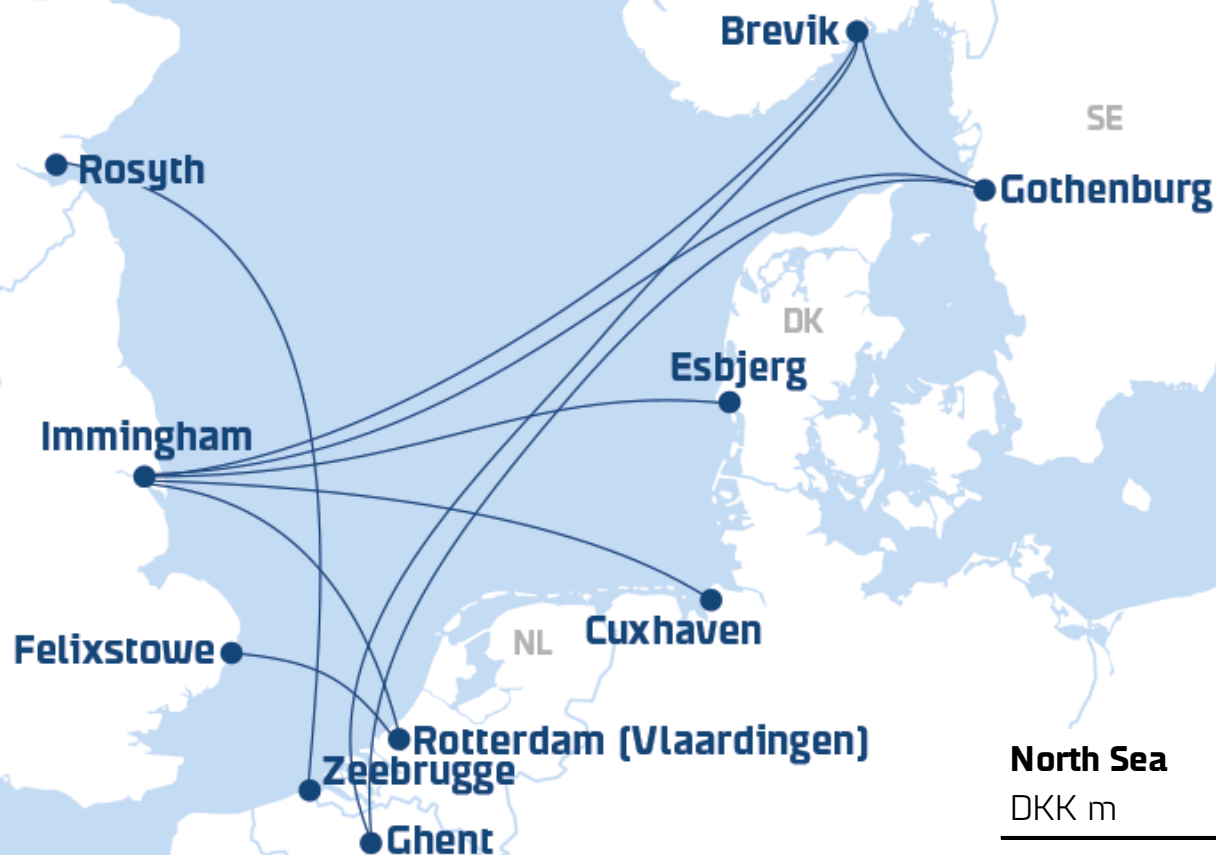 Brevik
SE
Rosyth
Gothenburg
DK
Esbjerg
Immingham
Cuxhaven
NL
Felixstowe
Rotterdam (Vlaardingen)
Zeebrugge
North Sea
DKK m
Ghent